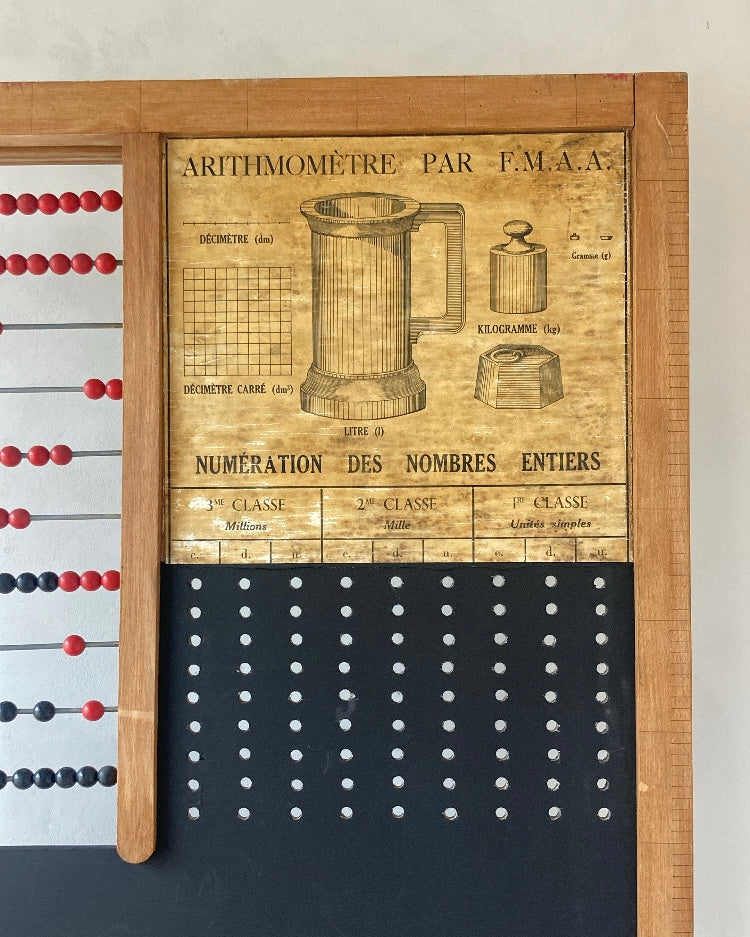 ARITHMOMÈTRE PAR F.M.A.A.
DÉCIMÈTRE (dm)
Gramme (g)
KILOGRAMME (kg)
DÉCIMÈTRE CARRÉ (dm²)
LITRE (l)
NUMÉRATION DES NOMBRES ENTIERS
3ME CLASSE 2ME CLASSE 1RE CLASSE
Millions Mille Unités simples
c. d. u. c. d. u. c. d. u.